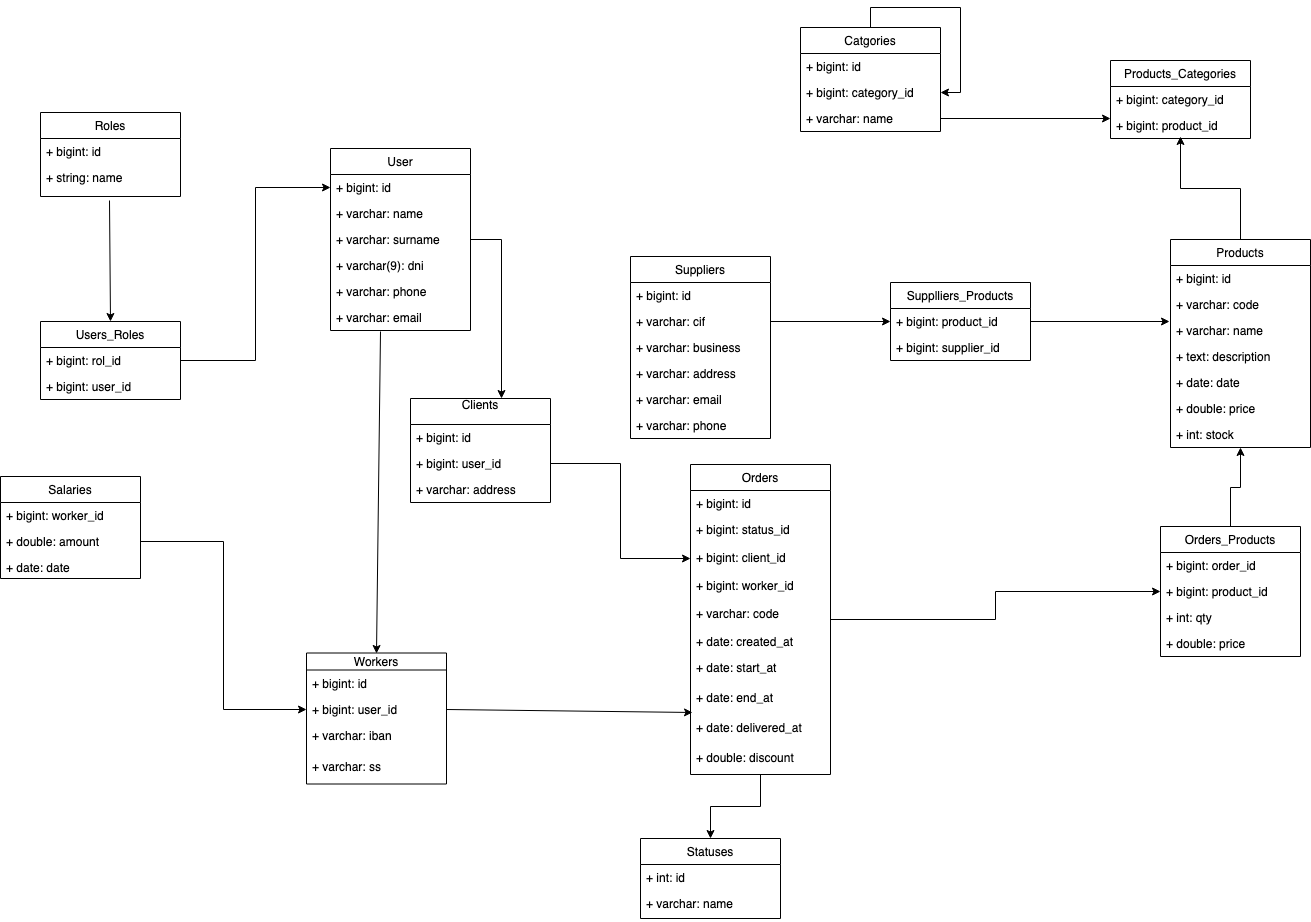 Catgories
+ bigint: id
+ bigint: category_id
+ varchar: name
Products_Categories
+ bigint: category_id
+ bigint: product_id
Roles
+ bigint: id
+ string: name
User
+ bigint: id
+ varchar: name
+ varchar: surname
+ varchar(9): dni
+ varchar: phone
+ varchar: email
Suppliers
+ bigint: id
+ varchar: cif
+ varchar: business
+ varchar: address
+ varchar: email
+ varchar: phone
Supplliers_Products
+ bigint: product_id
+ bigint: supplier_id
Products
+ bigint: id
+ varchar: code
+ varchar: name
+ text: description
+ date: date
+ double: price
+ int: stock
Users_Roles
+ bigint: rol_id
+ bigint: user_id
Clients
+ bigint: id
+ bigint: user_id
+ varchar: address
Salaries
+ bigint: worker_id
+ double: amount
+ date: date
Orders
+ bigint: id
+ bigint: status_id
+ bigint: client_id
+ bigint: worker_id
+ varchar: code
+ date: created_at
+ date: start_at
+ date: end_at
+ date: delivered_at
+ double: discount
Orders_Products
+ bigint: order_id
+ bigint: product_id
+ int: qty
+ double: price
Workers
+ bigint: id
+ bigint: user_id
+ varchar: iban
+ varchar: ss
Statuses
+ int: id
+ varchar: name